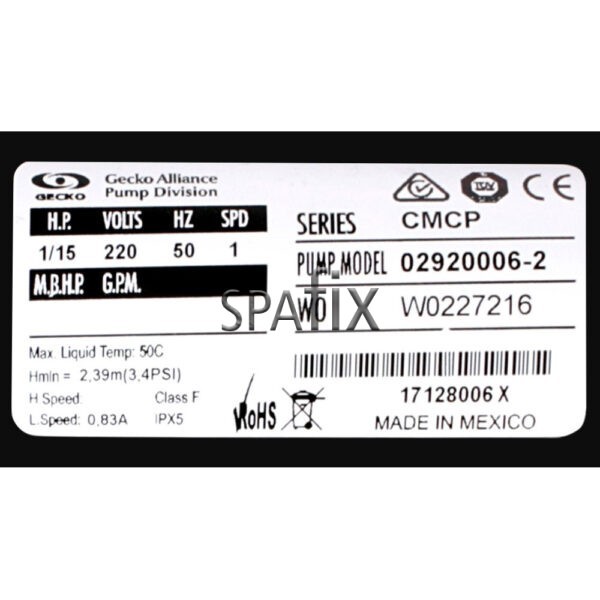 GECKO
Gecko Alliance
Pump Division
TÜV
CE
H.P. VOLTS HZ SPD
1/15 220 50 1
M.B.H.P. G.P.M.
SERIES CMCP
PUMP MODEL 02920006-2
WO W0227216
SPAfiX
Max. Liquid Temp: 50C
Hmin = 2,39m(3,4PSI)
H Speed: Class F
L.Speed: 0,83A IPX5
RoHS
17128006 X
MADE IN MEXICO